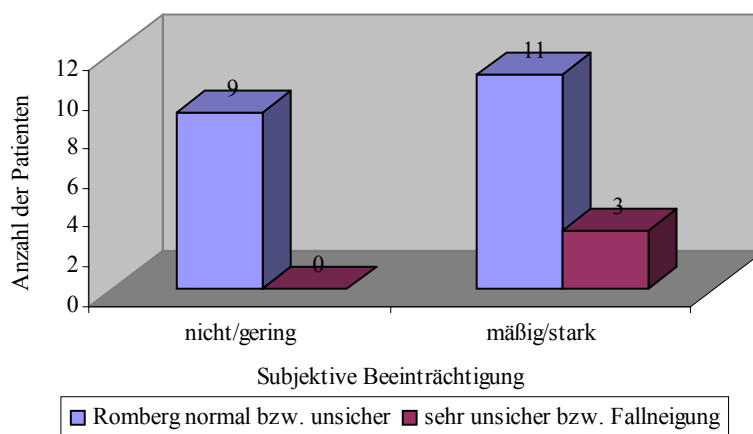 12
10
8
6
4
2
0
Anzahl der Patienten
9
0
11
3
nicht/gering
mäßig/stark
Subjektive Beeinträchtigung
Romberg normal bzw. unsicher
sehr unsicher bzw. Fallneigung